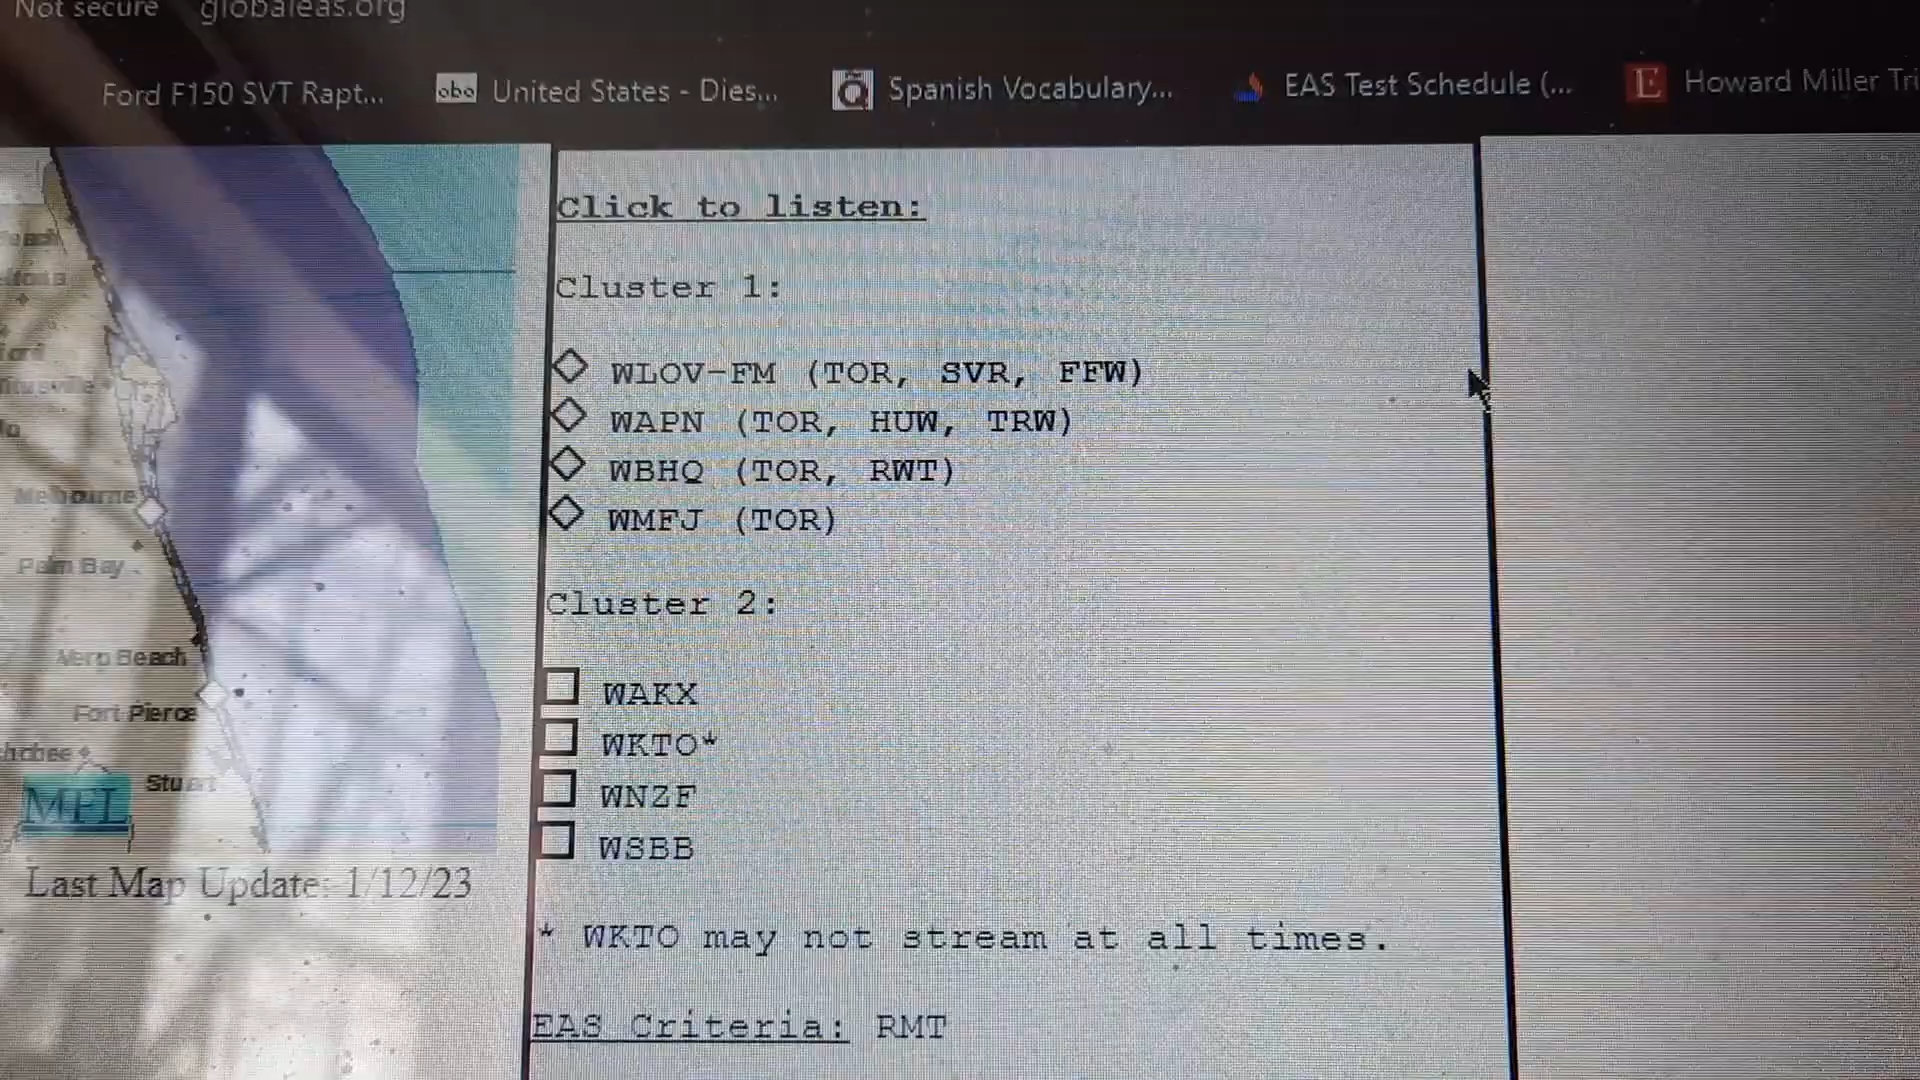 Not secure globaleas.org
Ford F150 SVT Rapt...
obo United States - Dies...
Spanish Vocabulary...
EAS Test Schedule (...
E Howard Miller Tri
Click to listen:
Cluster 1:
WLOV-FM (TOR, SVR, FFW)
WAPN (TOR, HUW, TRW)
WBHQ (TOR, RWT)
WMFJ (TOR)
Cluster 2:
WAKX
WKTO*
WNZF
WSBB
* WKTO may not stream at all times.
EAS Criteria: RMT
Titusville
Melbourne
Palm Bay
Vero Beach
Fort Pierce
Stuart
MFL
Last Map Update: 1/12/23